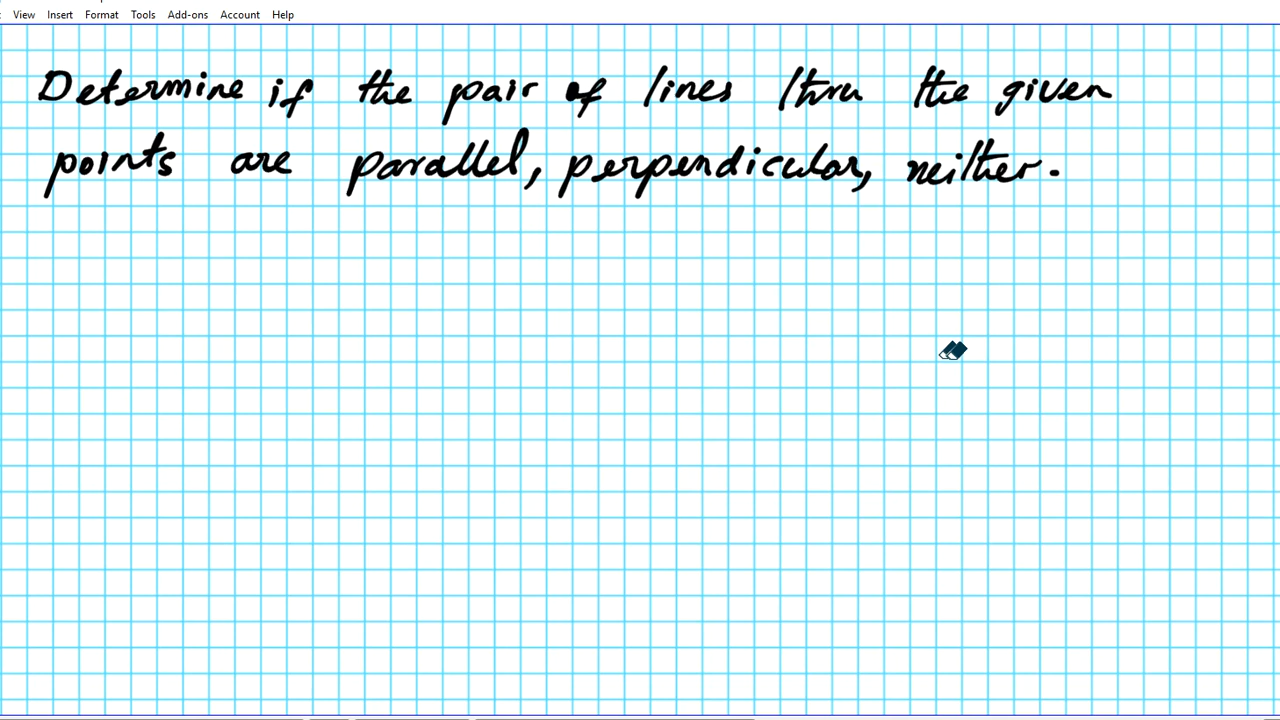 View Insert Format Tools Add-ons Account Help
Determine if the pair of lines thru the given
points are parallel, perpendicular, neither.